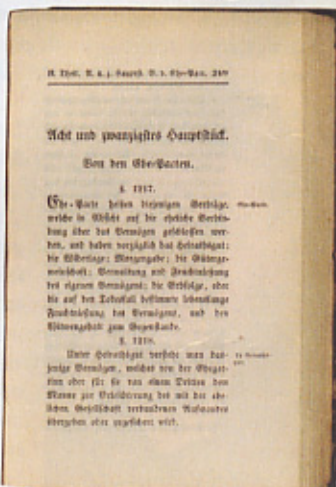 II. Theil. A. u. z. Hauptst. V. d. Ehe-Pact. 249
Acht und zwanzigstes Hauptstück.
Von den Ehe-Pacten.
§. 1217.
Ehe-Pacte heißen diejenigen Verträge, Ehe-Pacte.
welche in Absicht auf die eheliche Verbin-
dung über das Vermögen geschlossen wer-
den, und haben vorzüglich das Heirathsgut;
die Widerlage; Morgengabe; die Güterge-
meinschaft; Verwaltung und Fruchtnießung
des eigenen Vermögens; die Erbfolge, oder
die auf den Todesfall bestimmte lebenslange
Fruchtnießung des Vermögens, und den
Witwengehalt zum Gegenstande.
§. 1218.
Unter Heirathsgut versteht man das-
jenige Vermögen, welches von der Ehegat-
tinn oder für sie von einem Dritten dem
Manne zur Erleichterung des mit der ehe-
lichen Gesellschaft verbundenen Aufwandes
übergeben oder zugesichert wird.